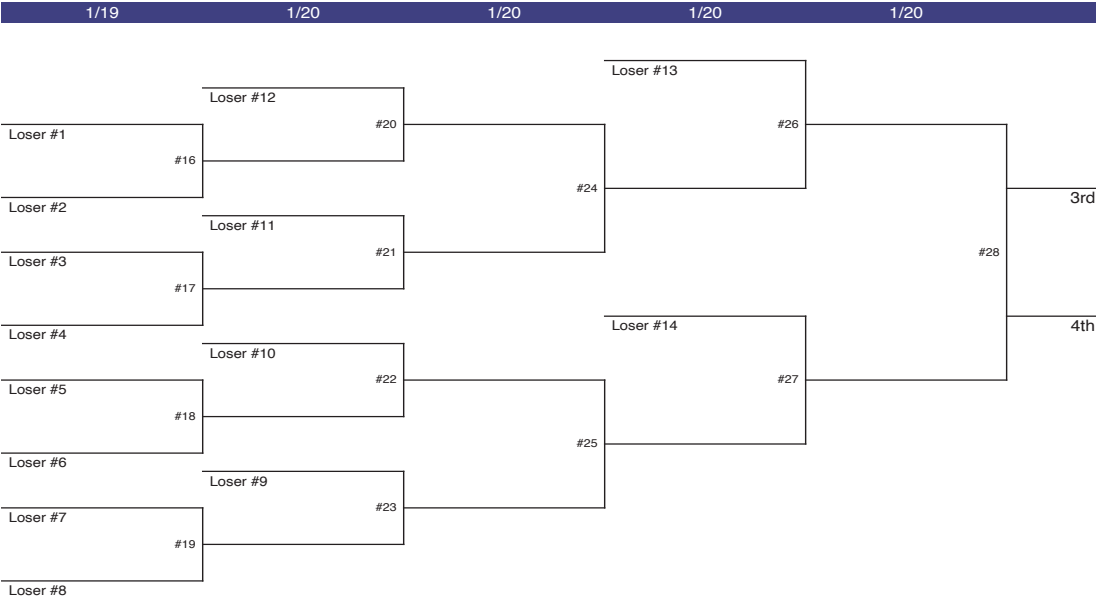 1/19 1/20 1/20 1/20 1/20
Loser #13
Loser #12
#20
#26
Loser #1
#16
#24
3rd
Loser #2
Loser #11
#21
#28
Loser #3
#17
Loser #14
4th
Loser #4
Loser #10
#22
#27
Loser #5
#18
#25
Loser #6
Loser #9
#23
Loser #7
#19
Loser #8